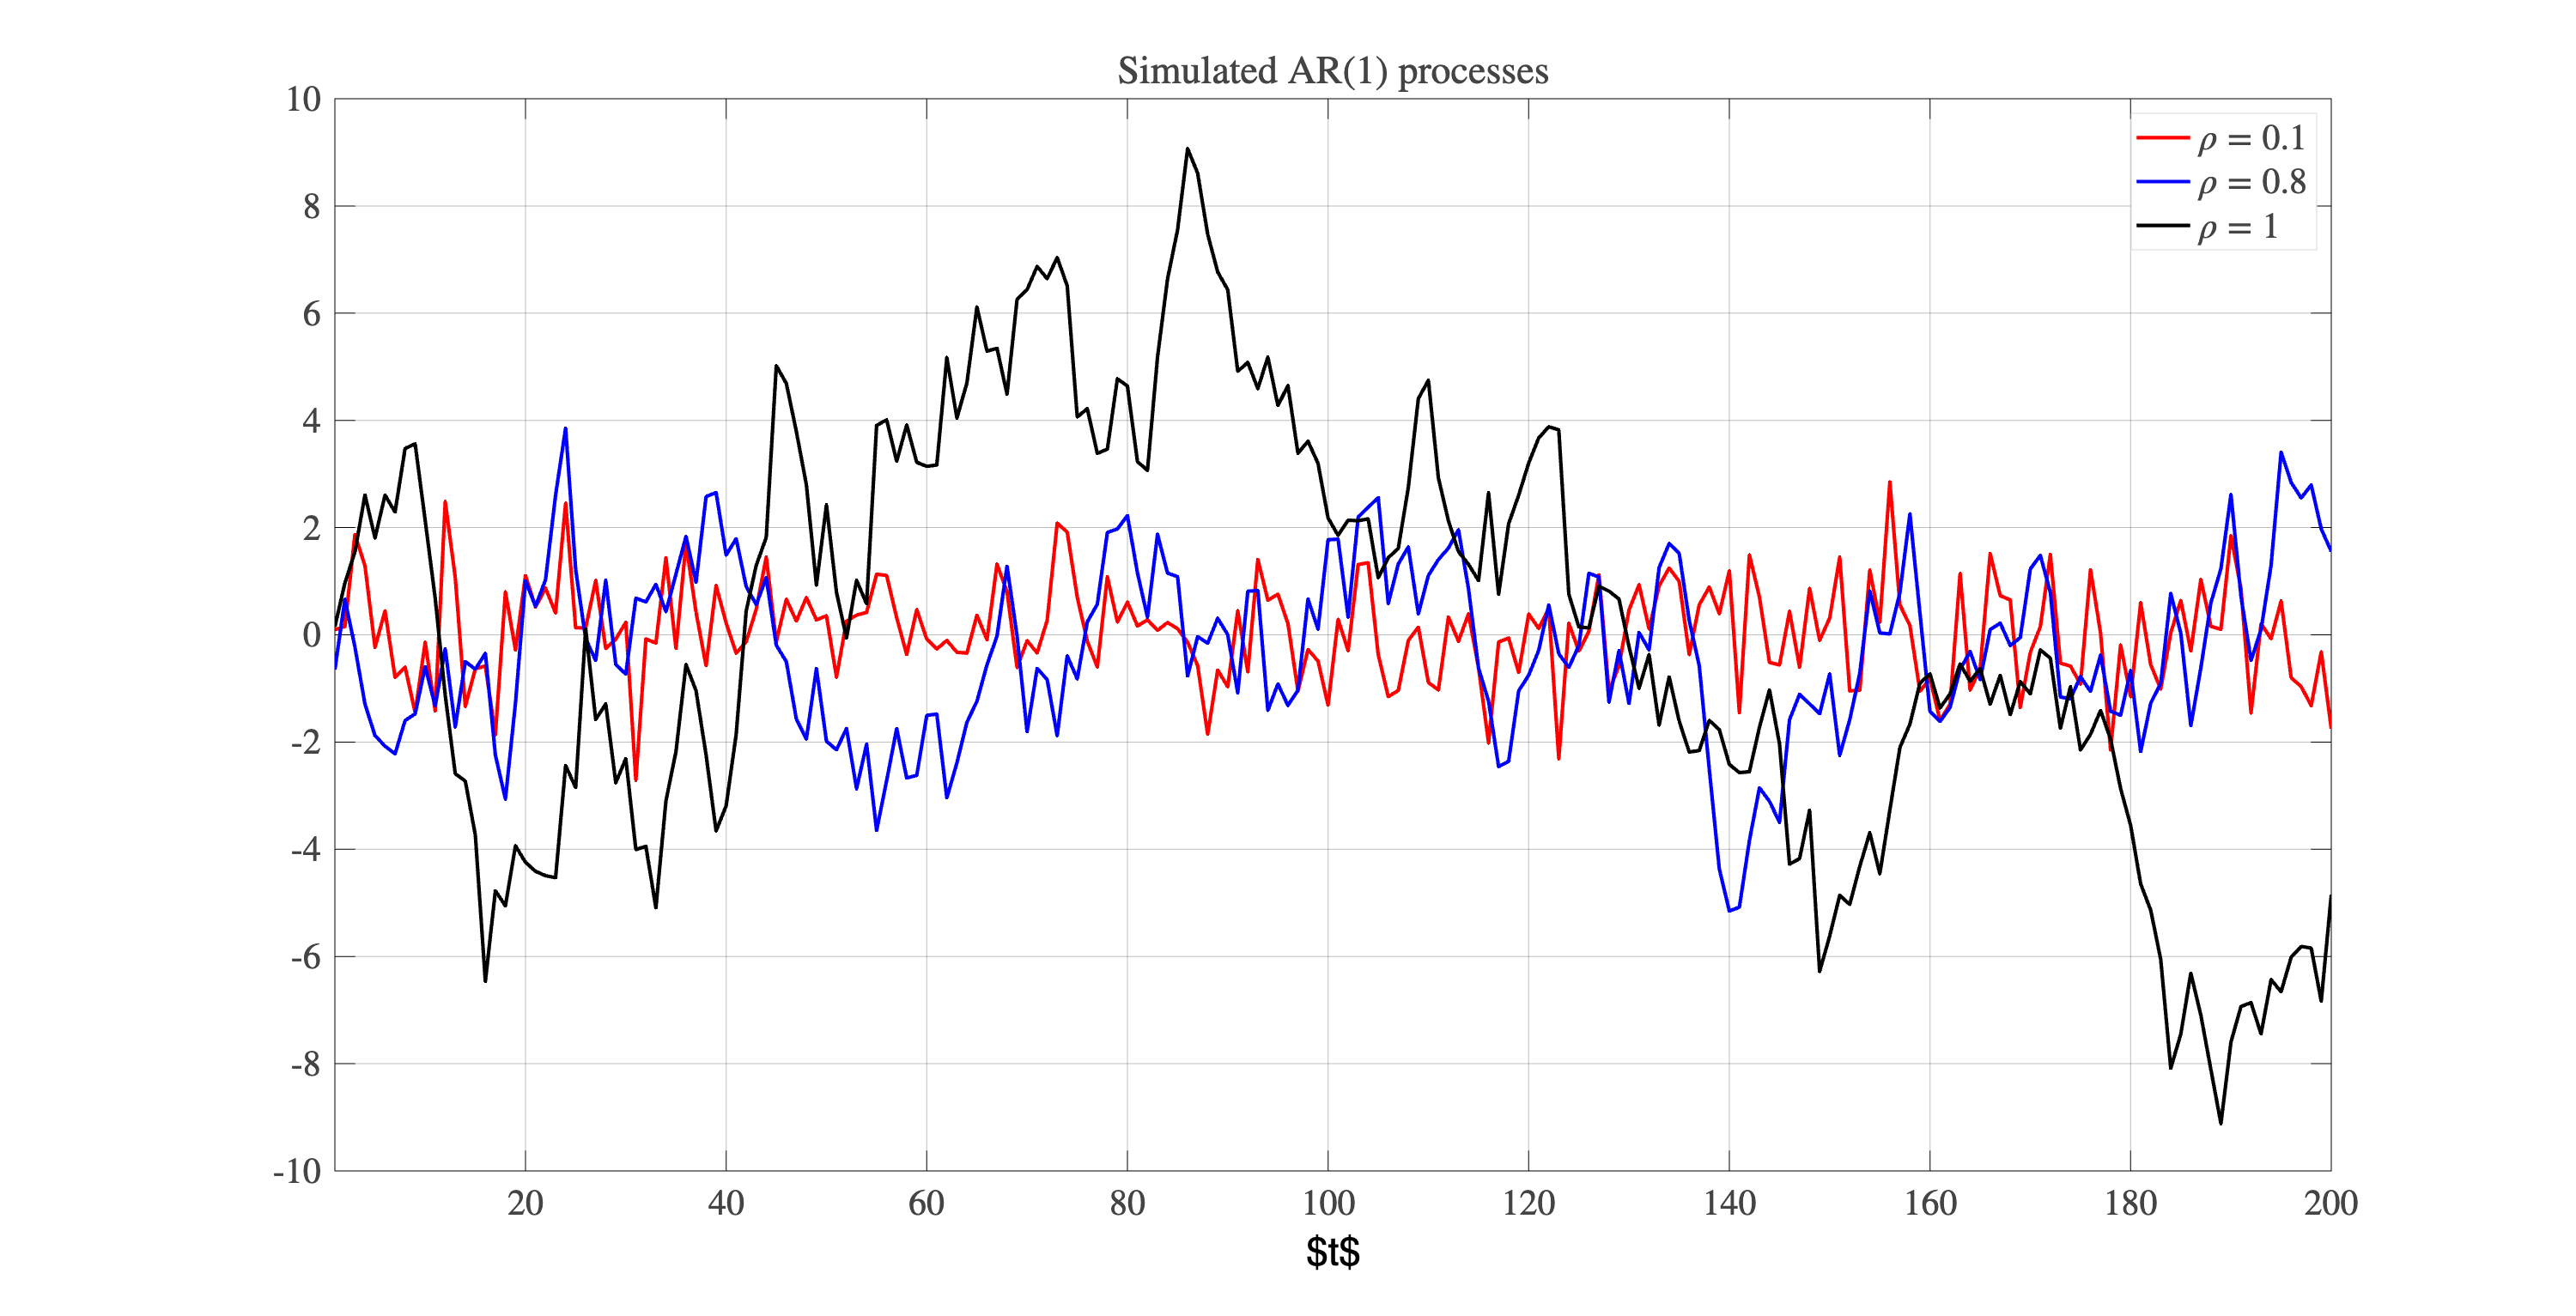 Simulated AR(1) processes
10
8
6
4
2
0
-2
-4
-6
-8
-10
ρ = 0.1
ρ = 0.8
ρ = 1
20 40 60 80 100 120 140 160 180 200
$t$